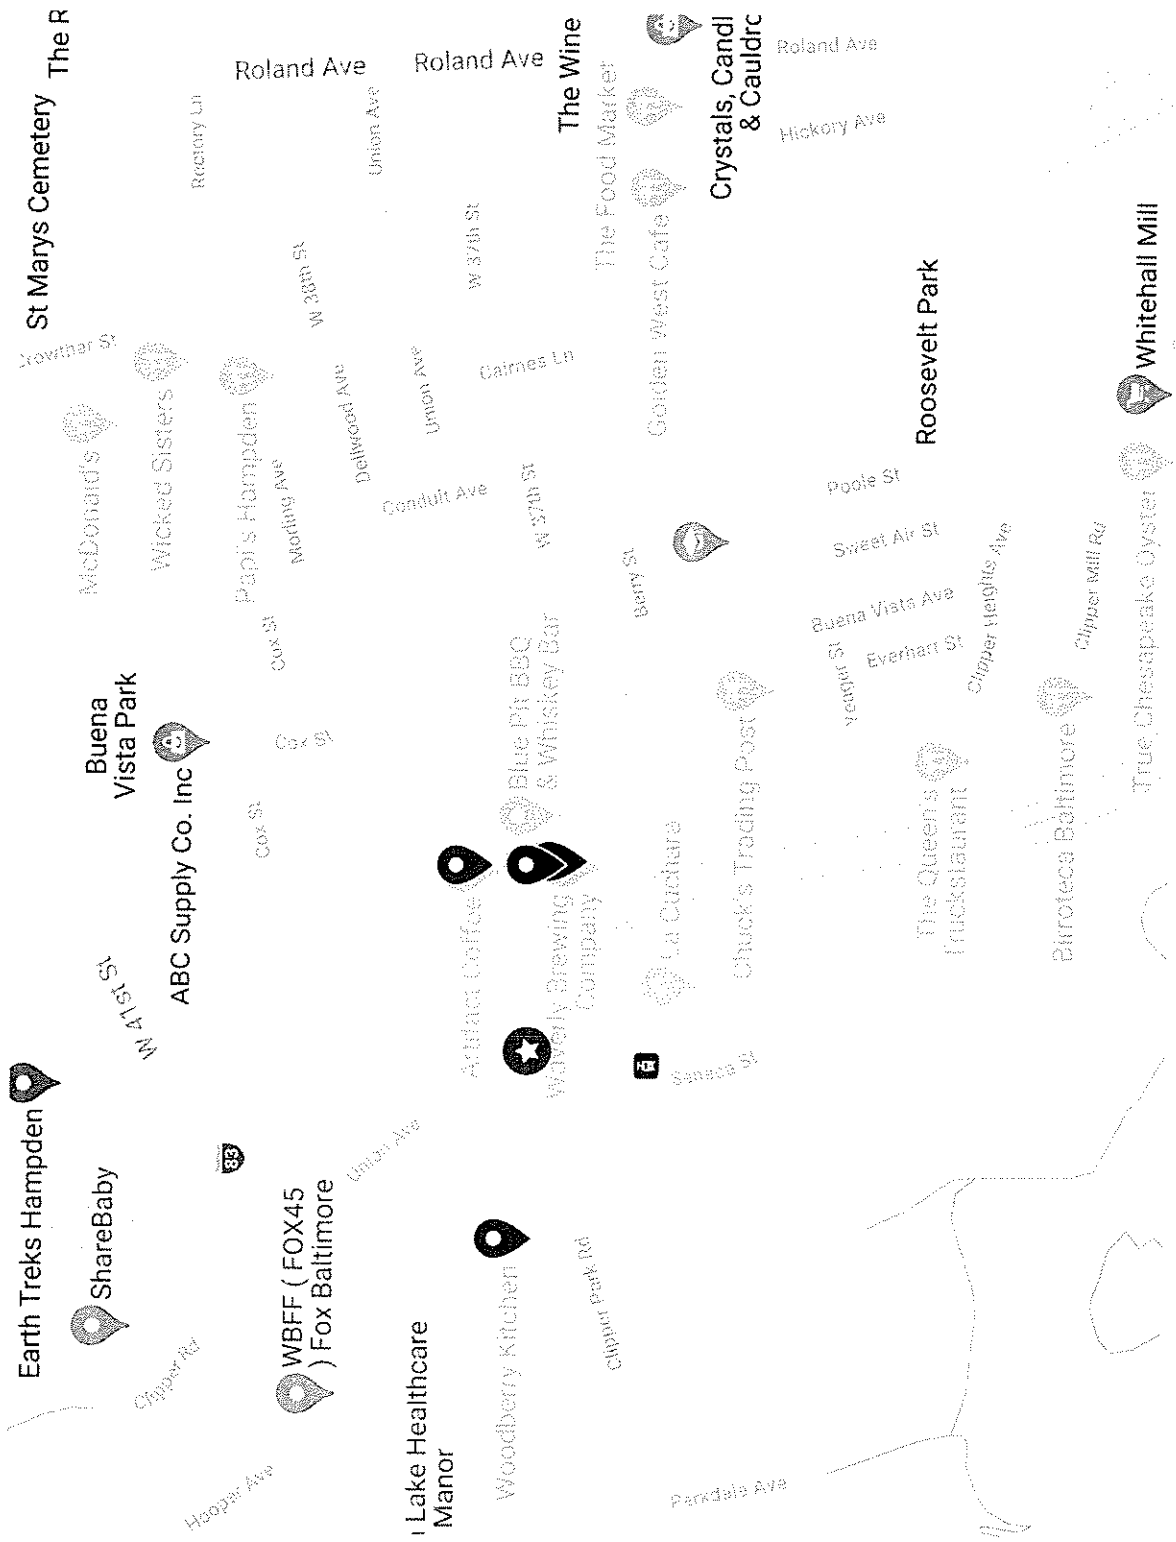 Earth Treks Hampden
St Marys Cemetery
The R
ShareBaby
W 41st St
Buena
Vista Park
McDonald's
Clipper Rd
ABC Supply Co. Inc
Wicked Sisters
Rectory Ln
Hooper Ave
83
Cox St
Cox St
Cox St
Papi's Hampden
Morling Ave
W 38th St
Roland Ave
WBFF ( FOX45
) Fox Baltimore
Union Ave
Dellwood Ave
Union Ave
Lake Healthcare
Manor
Conduit Ave
Union Ave
Roland Ave
Artifact Coffee
W 37th St
Woodberry Kitchen
Blue Pit BBQ
& Whiskey Bar
W 37th St
Cairnes Ln
Waverly Brewing
Company
The Wine
Clipper Park Rd
The Food Market
Berry St
Golden West Cafe
La Cuchara
Seneca St
Parkdale Ave
Chuck's Trading Post
Crystals, Candl
& Cauldrc
Roland Ave
Hickory Ave
Yeager St
Buena Vista Ave
Sweet Air St
Poole St
Everhart St
The Queen's
Truckstaurant
Roosevelt Park
Clipper Heights Ave
Birroteca Baltimore
Clipper Mill Rd
True Chesapeake Oyster
Whitehall Mill